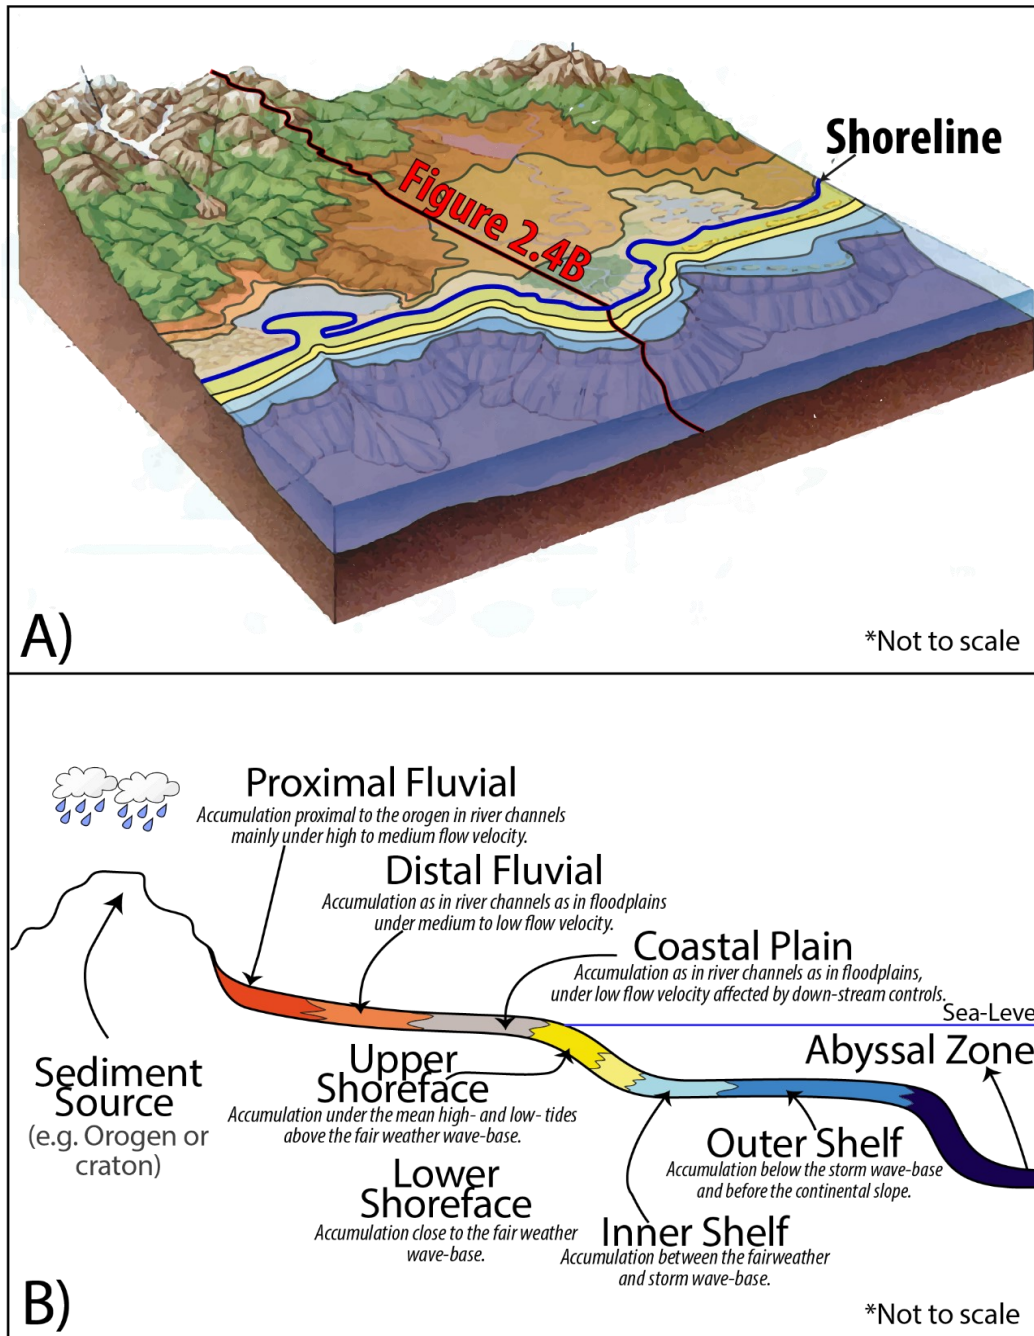 Shoreline
Figure 2.4B
A)
*Not to scale
Proximal Fluvial
Accumulation proximal to the orogen in river channels
mainly under high to medium flow velocity.
Distal Fluvial
Accumulation as in river channels as in floodplains
under medium to low flow velocity.
Coastal Plain
Accumulation as in river channels as in floodplains,
under low flow velocity affected by down-stream controls.
Sea-Leve
Abyssal Zone
Sediment
Source
(e.g. Orogen or
craton)
Upper
Shoreface
Accumulation under the mean high- and low- tides
above the fair weather wave-base.
Outer Shelf
Accumulation below the storm wave-base
and before the continental slope.
Lower
Shoreface
Accumulation close to the fair weather
wave-base.
Inner Shelf
Accumulation between the fairweather
and storm wave-base.
B)
*Not to scale